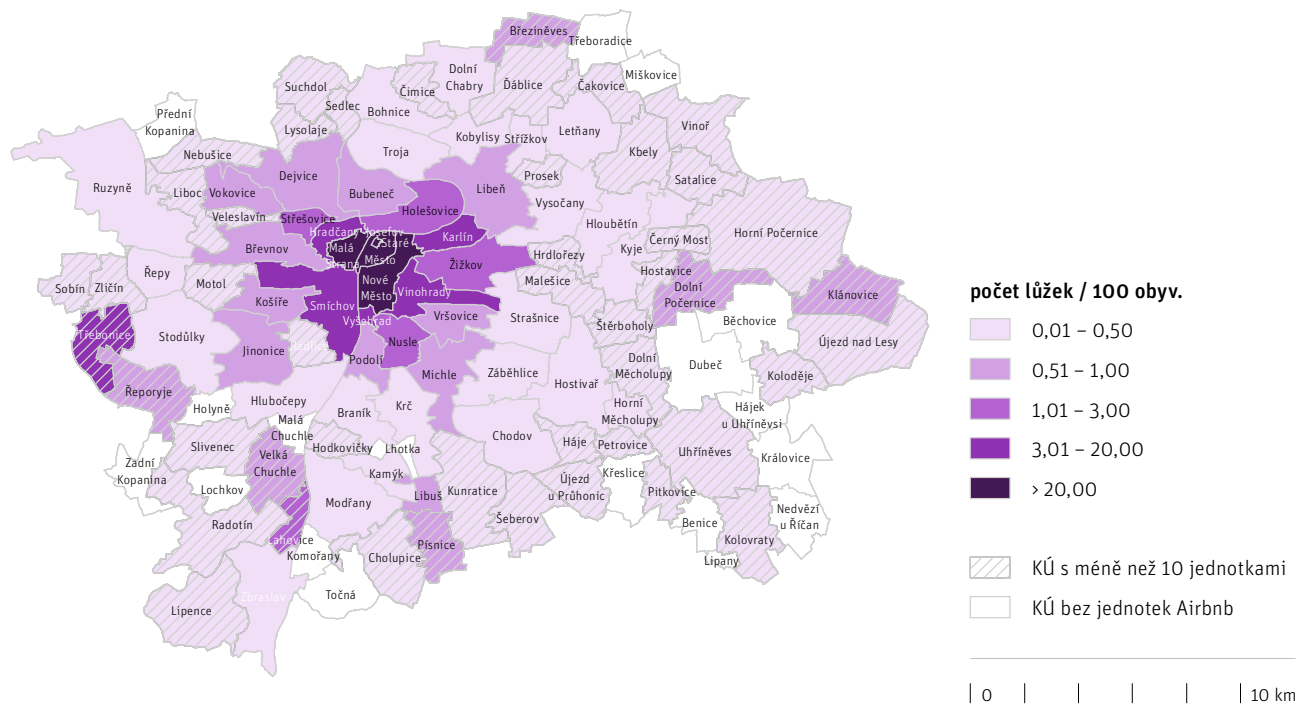 Březiněves
Třeboradice
Miškovice
Dolní
Chabry
Ďáblice
Čakovice
Suchdol
Čimice
Sedlec
Bohnice
Přední
Kopanina
Lysolaje
Kobylisy
Střížkov
Letňany
Vinoř
Nebušice
Troja
Kbely
Ruzyně
Liboc
Vokovice
Dejvice
Bubeneč
Libeň
Prosek
Satalice
Vysočany
Veleslavín
Střešovice
Holešovice
Hloubětín
Horní Počernice
Hradčany
Josefov
Karlín
Břevnov
Malá
Strana
Staré
Město
Kyje
Černý Most
Hrdlořezy
Žižkov
Řepy
Motol
Malešice
Hostavice
Dolní
Počernice
Sobín
Zličín
Nové
Město
Vinohrady
Klánovice
Košíře
Smíchov
Vyšehrad
Vršovice
Strašnice
Štěrboholy
Běchovice
Třebonice
Stodůlky
Újezd nad Lesy
Jinonice
Nusle
Podolí
Michle
Záběhlice
Dolní
Měcholupy
Dubeč
Koloděje
Řeporyje
Hostivař
Holyně
Hlubočepy
Braník
Krč
Horní
Měcholupy
Hájek
u Uhříněvsi
Malá
Chuchle
Slivenec
Hodkovičky
Lhotka
Chodov
Háje
Petrovice
Uhříněves
Královice
Zadní
Kopanina
Velká
Chuchle
Lochkov
Kamýk
Modřany
Libuš
Kunratice
Újezd
u Průhonic
Křeslice
Pitkovice
Radotín
Šeberov
Benice
Nedvězí
u Říčan
Lahovice
Komořany
Cholupice
Písnice
Kolovraty
Lipany
Lipence
Zbraslav
Točná
počet lůžek / 100 obyv.
0,01 – 0,50
0,51 – 1,00
1,01 – 3,00
3,01 – 20,00
> 20,00
KÚ s méně než 10 jednotkami
KÚ bez jednotek Airbnb
0
10 km